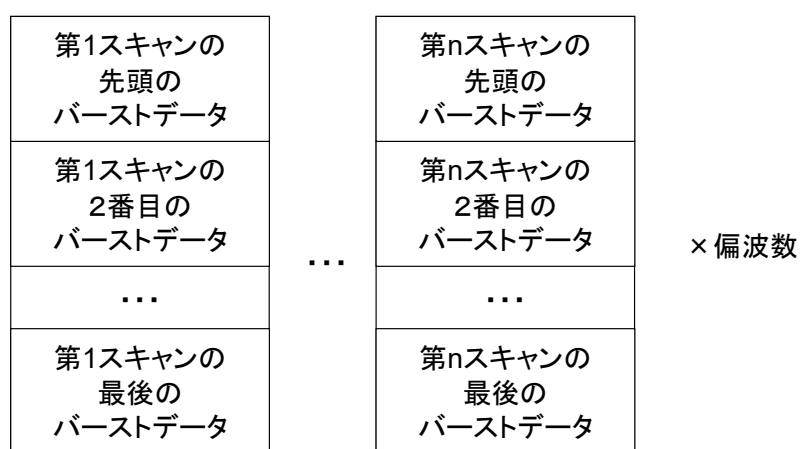 第1スキャンの
先頭の
バーストデータ
第1スキャンの
2番目の
バーストデータ
...
第1スキャンの
最後の
バーストデータ
...
第nスキャンの
先頭の
バーストデータ
第nスキャンの
2番目の
バーストデータ
...
第nスキャンの
最後の
バーストデータ
×偏波数